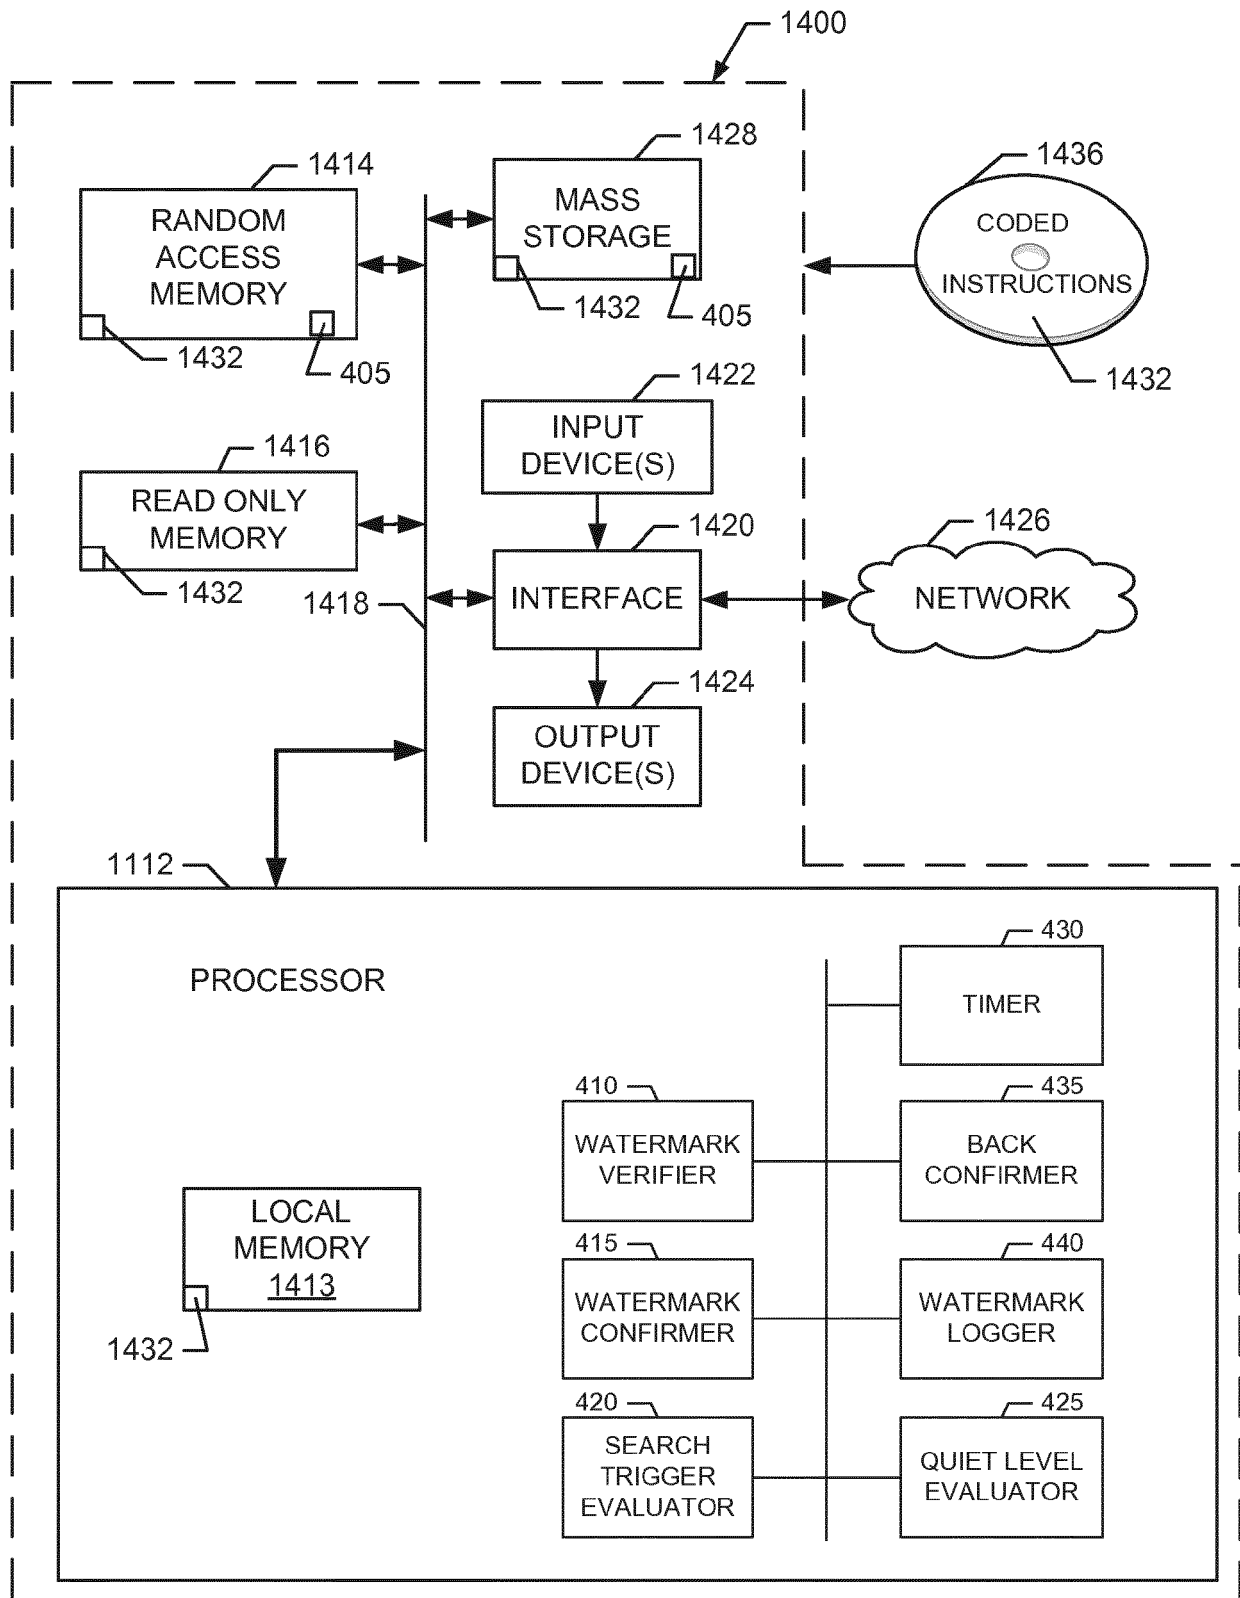 1400
1414
RANDOM
ACCESS
MEMORY
1432
405
1428
MASS
STORAGE
1432
405
1436
CODED
INSTRUCTIONS
1432
1422
INPUT
DEVICE(S)
1416
READ ONLY
MEMORY
1432
1418
1420
INTERFACE
1426
NETWORK
1424
OUTPUT
DEVICE(S)
1112
PROCESSOR
LOCAL
MEMORY
1413
1432
430
TIMER
410
WATERMARK
VERIFIER
435
BACK
CONFIRMER
415
WATERMARK
CONFIRMER
440
WATERMARK
LOGGER
420
SEARCH
TRIGGER
EVALUATOR
425
QUIET LEVEL
EVALUATOR